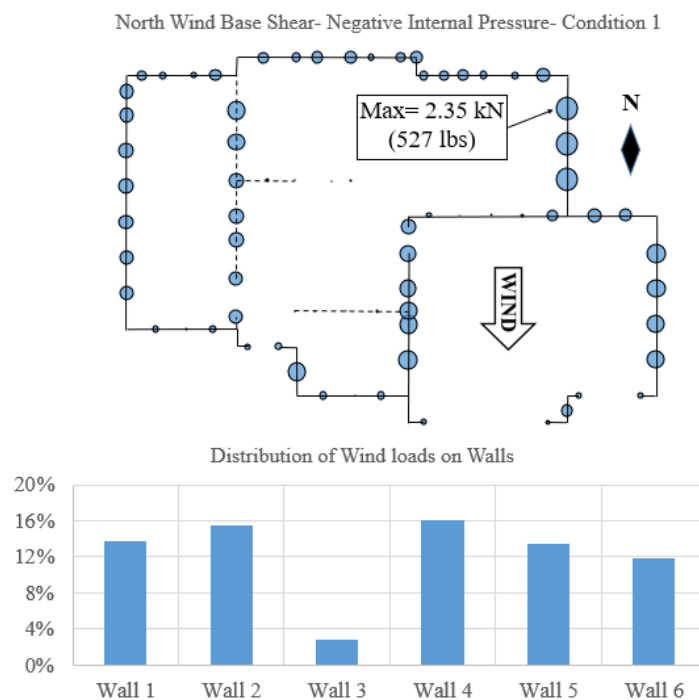 North Wind Base Shear- Negative Internal Pressure- Condition 1
Max= 2.35 kN
(527 lbs)
N
WIND
Distribution of Wind loads on Walls
20%
16%
12%
8%
4%
0%
Wall 1 Wall 2 Wall 3 Wall 4 Wall 5 Wall 6